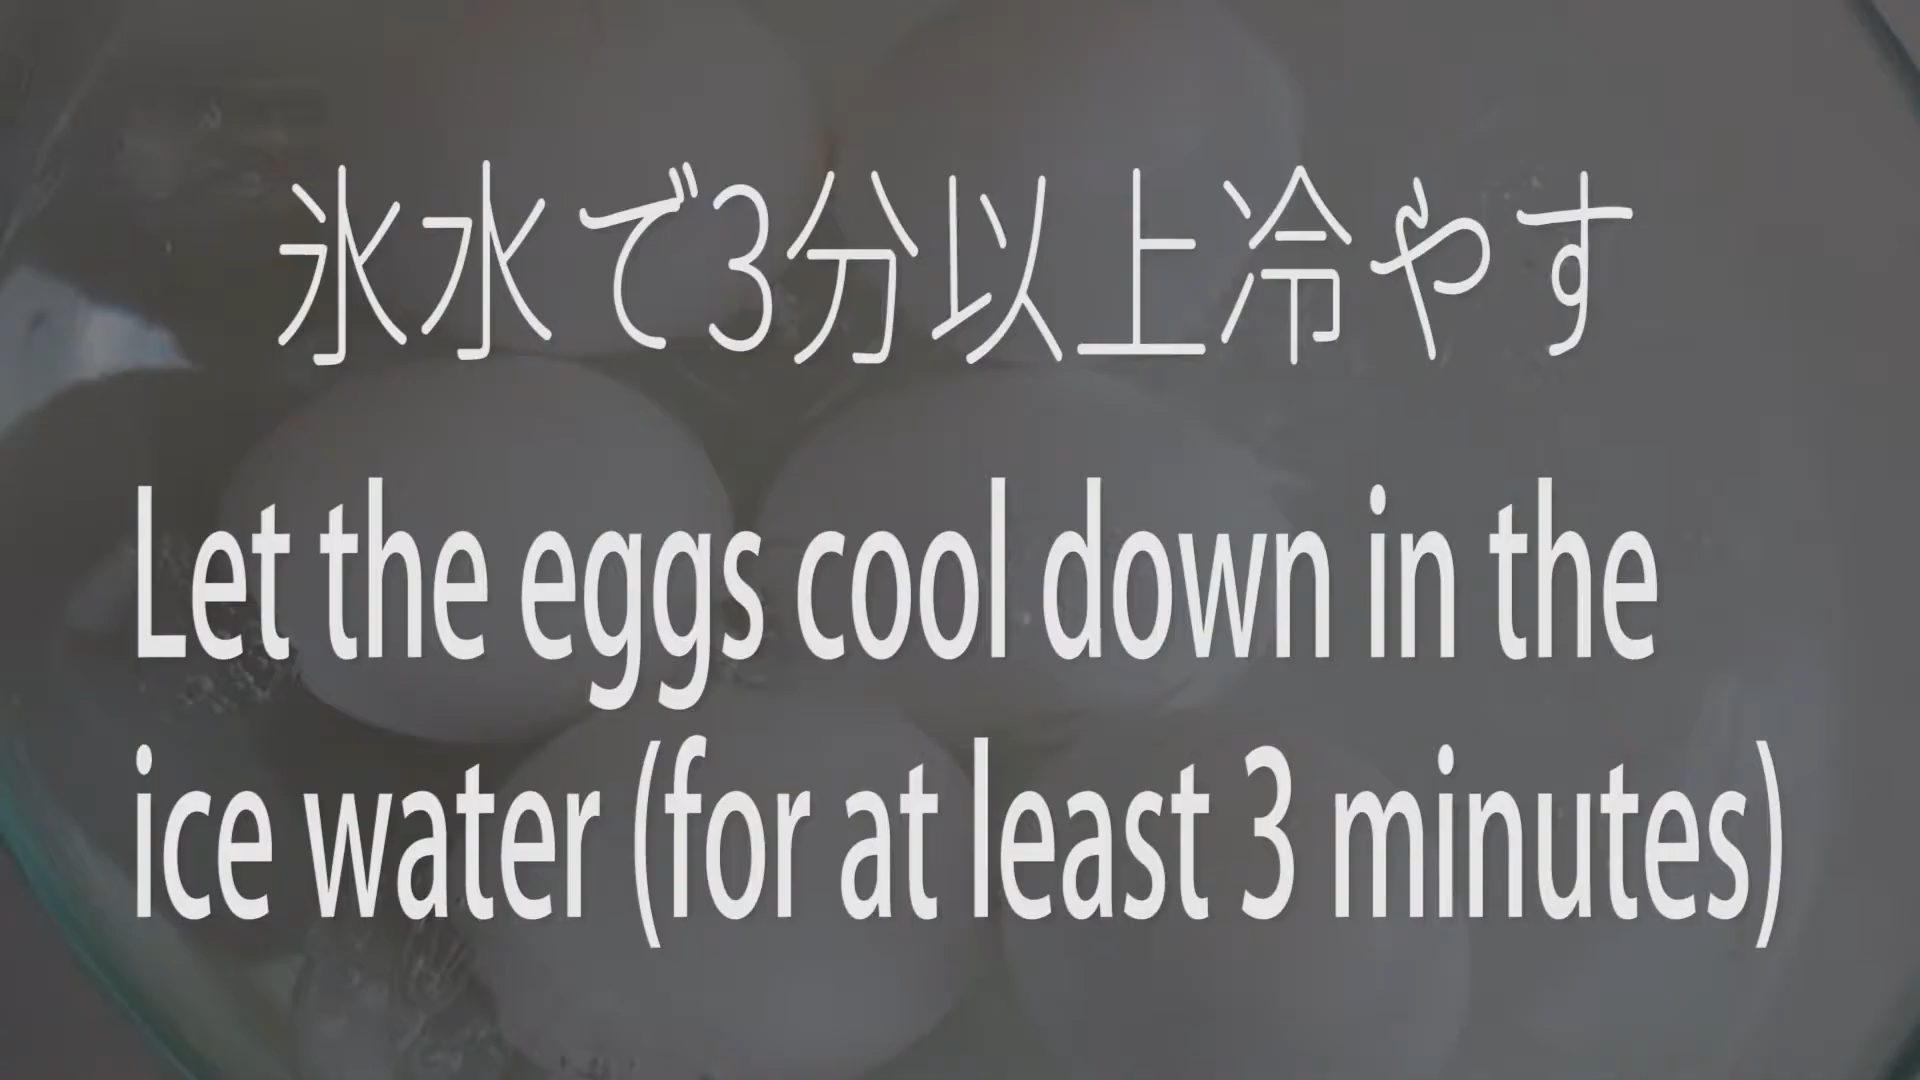 氷水で3分以上冷やす
Let the eggs cool down in the
ice water (for at least 3 minutes)